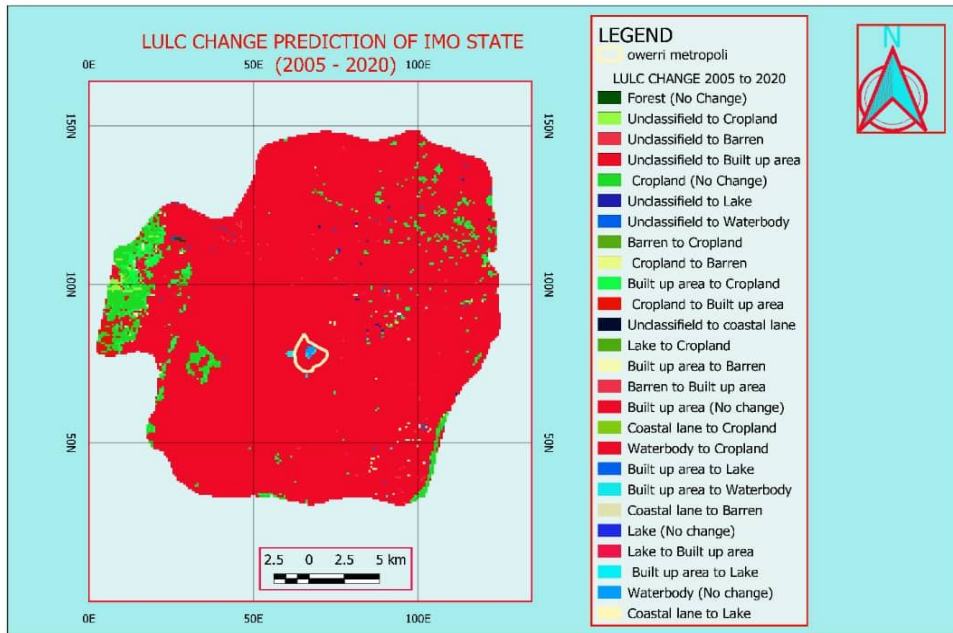 LULC CHANGE PREDICTION OF IMO STATE
(2005 - 2020)
0E
50E
100E
150N
150N
100N
100N
50N
50N
2.5 0 2.5 5 km
0E
50E
100E
LEGEND
owerri metropoli
LULC CHANGE 2005 to 2020
Forest (No Change)
Unclassifield to Cropland
Unclassifield to Barren
Unclassifield to Built up area
Cropland (No Change)
Unclassifield to Lake
Unclassifield to Waterbody
Barren to Cropland
Cropland to Barren
Built up area to Cropland
Cropland to Built up area
Unclassifield to coastal lane
Lake to Cropland
Built up area to Barren
Barren to Built up area
Built up area (No change)
Coastal lane to Cropland
Waterbody to Cropland
Built up area to Lake
Built up area to Waterbody
Coastal lane to Barren
Lake (No change)
Lake to Built up area
Built up area to Lake
Waterbody (No change)
Coastal lane to Lake
N